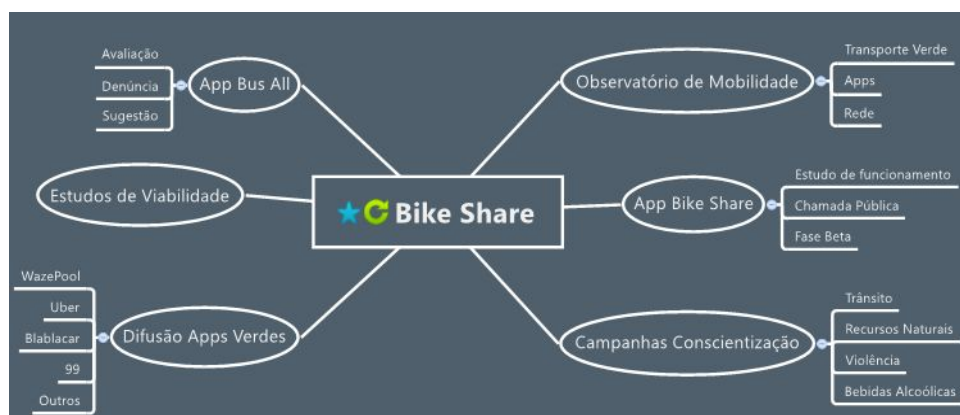 Bike Share
App Bus All
Avaliação
Denúncia
Sugestão
Estudos de Viabilidade
Difusão Apps Verdes
WazePool
Uber
Blablacar
99
Outros
Observatório de Mobilidade
Transporte Verde
Apps
Rede
App Bike Share
Estudo de funcionamento
Chamada Pública
Fase Beta
Campanhas Conscientização
Trânsito
Recursos Naturais
Violência
Bebidas Alcoólicas